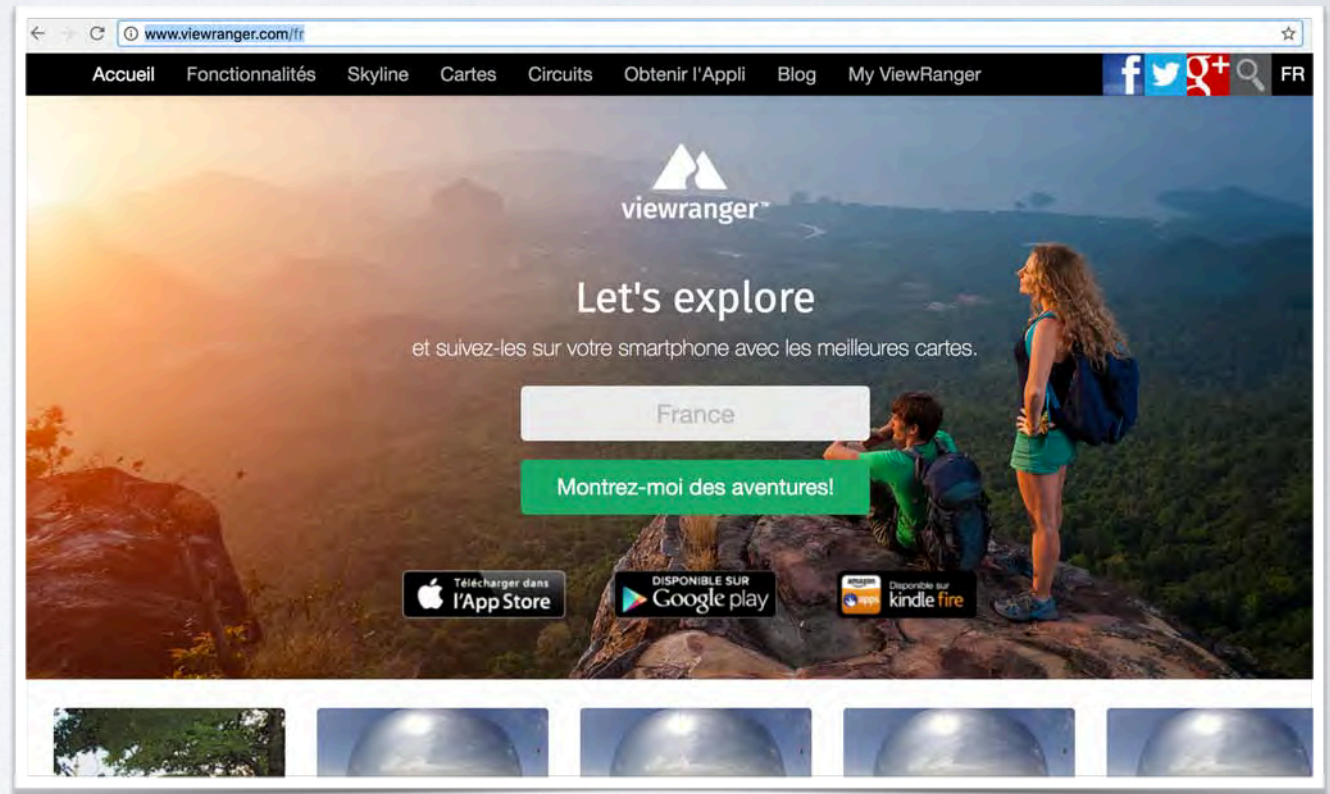 www.viewranger.com/fr
Accueil Fonctionnalités Skyline Cartes Circuits Obtenir l'Appli Blog My ViewRanger f g+ FR
viewranger™
Let's explore
et suivez-les sur votre smartphone avec les meilleures cartes.
France
Montrez-moi des aventures!
Télécharger dans
l'App Store
DISPONIBLE SUR
Google play
amazon
apps
Disponible sur
kindle fire